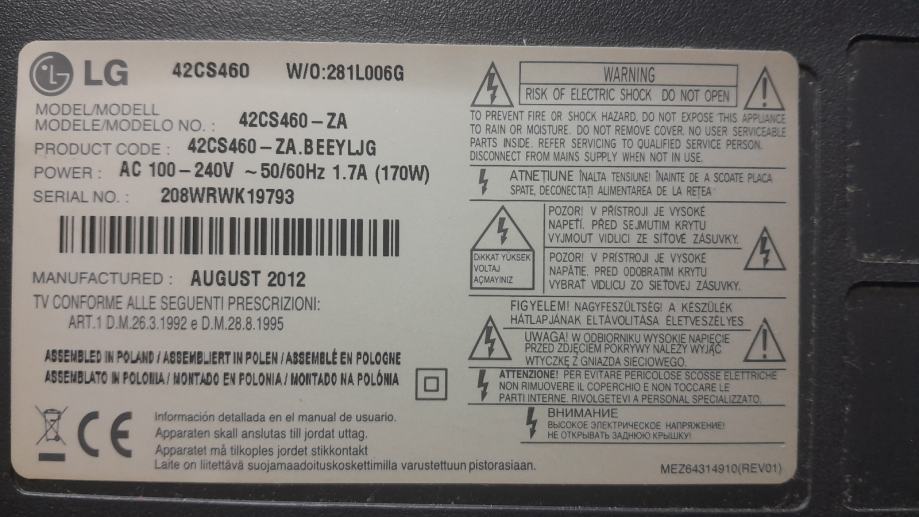 LG 42CS460 W/O:281L006G
MODEL/MODELL
MODELE/MODELO NO. : 42CS460-ZA
PRODUCT CODE : 42CS460-ZA.BEEYLJG
POWER : AC 100-240V ~50/60Hz 1.7A (170W)
SERIAL NO. : 208WRWK19793
MANUFACTURED : AUGUST 2012
TV CONFORME ALLE SEGUENTI PRESCRIZIONI:
ART.1 D.M.26.3.1992 e D.M.28.8.1995
ASSEMBLED IN POLAND / ASSEMBLIERT IN POLEN / ASSEMBLÉ EN POLOGNE
ASSEMBLATO IN POLONIA / MONTADO EN POLONIA / MONTADO NA POLÓNIA
CE
Información detallada en el manual de usuario.
Apparaten skall anslutas till jordat uttag.
Apparatet må tilkoples jordet stikkontakt
Laite on liitettävä suojamaadoituskoskettimilla varustettuun pistorasiaan.
WARNING
RISK OF ELECTRIC SHOCK DO NOT OPEN
TO PREVENT FIRE OR SHOCK HAZARD, DO NOT EXPOSE THIS APPLIANCE
TO RAIN OR MOISTURE. DO NOT REMOVE COVER. NO USER SERVICEABLE
PARTS INSIDE. REFER SERVICING TO QUALIFIED SERVICE PERSON.
DISCONNECT FROM MAINS SUPPLY WHEN NOT IN USE.
ATNEŢIUNE ÎNALTA TENSIUNE! ÎNAINTE DE A SCOATE PLACA
SPATE, DECONECTAŢI ALIMENTAREA DE LA REŢEA
DİKKAT YÜKSEK
VOLTAJ
AÇMAYINIZ
POZOR! V PŘÍSTROJI JE VYSOKÉ
NAPETÍ. PŘED SEJMUTIM KRYTU
VYJMOUT VIDLICI ZE SÍTOVÉ ZÁSUVKY.
POZOR! V PRÍSTROJI JE VYSOKÉ
NAPÄTIE. PRED ODOBRATIM KRYTU
VYBRAŤ VIDLICU ZO SIEŤOVEJ ZÁSUVKY.
FIGYELEM! NAGYFESZÜLTSÉG! A KÉSZÜLÉK
HÁTLAPJÁNAK ELTÁVOLÍTÁSA ÉLETVESZÉLYES
UWAGA! W ODBIORNIKU WYSOKIE NAPIĘCIE
PRZED ZDJĘCIEM POKRYWY NALEŻY WYJĄĆ
WTYCZKĘ Z GNIAZDA SIECIOWEGO.
ATTENZIONE! PER EVITARE PERICOLOSE SCOSSE ELETTRICHE
NON RIMUOVERE IL COPERCHIO E NON TOCCARE LE
PARTI INTERNE. RIVOLGETEVI A PERSONAL SPECIALIZZATO.
ВНИМАНИЕ
ВЫСОКОЕ ЭЛЕКТРИЧЕСКОЕ НАПРЯЖЕНИЕ!
НЕ ОТКРЫВАТЬ ЗАДНЮЮ КРЫШКУ!
MEZ64314910(REV01)